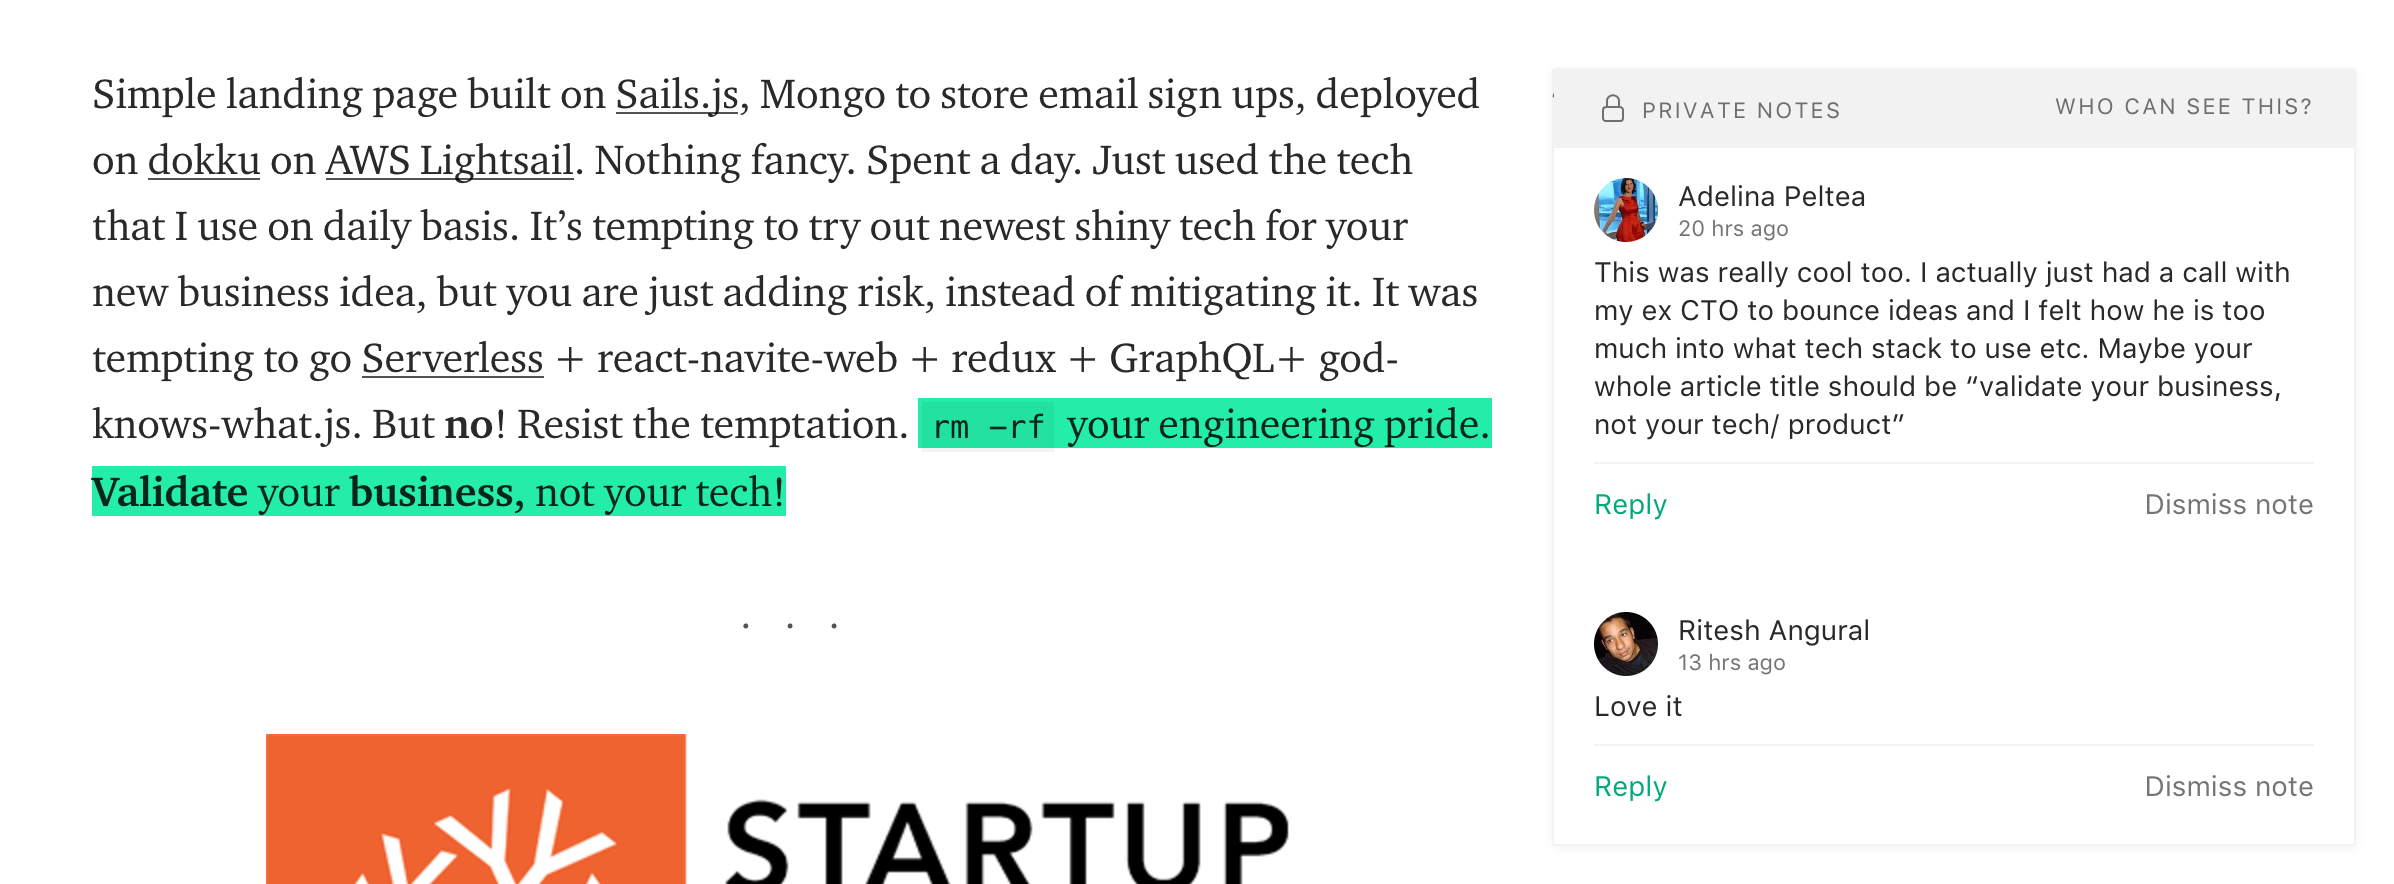 Simple landing page built on Sails.js, Mongo to store email sign ups, deployed
on dokku on AWS Lightsail. Nothing fancy. Spent a day. Just used the tech
that I use on daily basis. It’s tempting to try out newest shiny tech for your
new business idea, but you are just adding risk, instead of mitigating it. It was
tempting to go Serverless + react-navite-web + redux + GraphQL+ god-
knows-what.js. But no! Resist the temptation. rm -rf your engineering pride.
Validate your business, not your tech!
. . .
STARTUP
PRIVATE NOTES
WHO CAN SEE THIS?
Adelina Peltea
20 hrs ago
This was really cool too. I actually just had a call with
my ex CTO to bounce ideas and I felt how he is too
much into what tech stack to use etc. Maybe your
whole article title should be “validate your business,
not your tech/ product”
Reply
Dismiss note
Ritesh Angural
13 hrs ago
Love it
Reply
Dismiss note